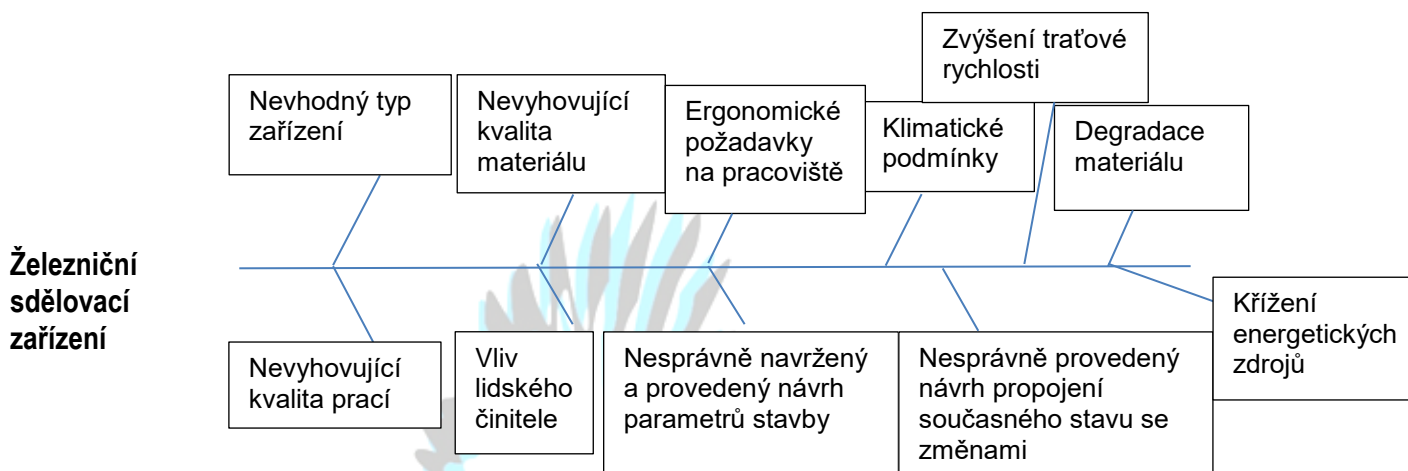 Zvýšení traťové
rychlosti
Nevhodný typ
zařízení
Nevyhovující
kvalita
materiálu
Ergonomické
požadavky
na pracoviště
Klimatické
podmínky
Degradace
materiálu
Železniční
sdělovací
zařízení
Nevyhovující
kvalita prací
Vliv
lidského
činitele
Nesprávně navržený
a provedený návrh
parametrů stavby
Nesprávně provedený
návrh propojení
současného stavu se
změnami
Křížení
energetických
zdrojů